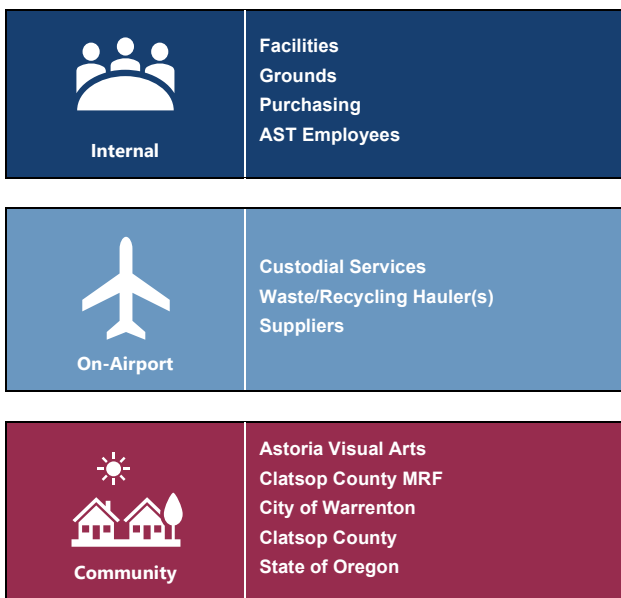 Internal
Facilities
Grounds
Purchasing
AST Employees
On-Airport
Custodial Services
Waste/Recycling Hauler(s)
Suppliers
Community
Astoria Visual Arts
Clatsop County MRF
City of Warrenton
Clatsop County
State of Oregon